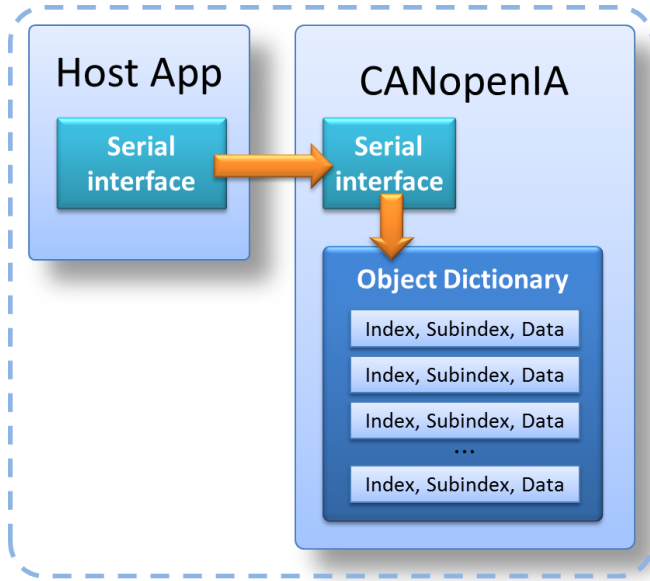 Host App
Serial
interface
CANopenIA
Serial
interface
Object Dictionary
Index, Subindex, Data
Index, Subindex, Data
Index, Subindex, Data
...
Index, Subindex, Data